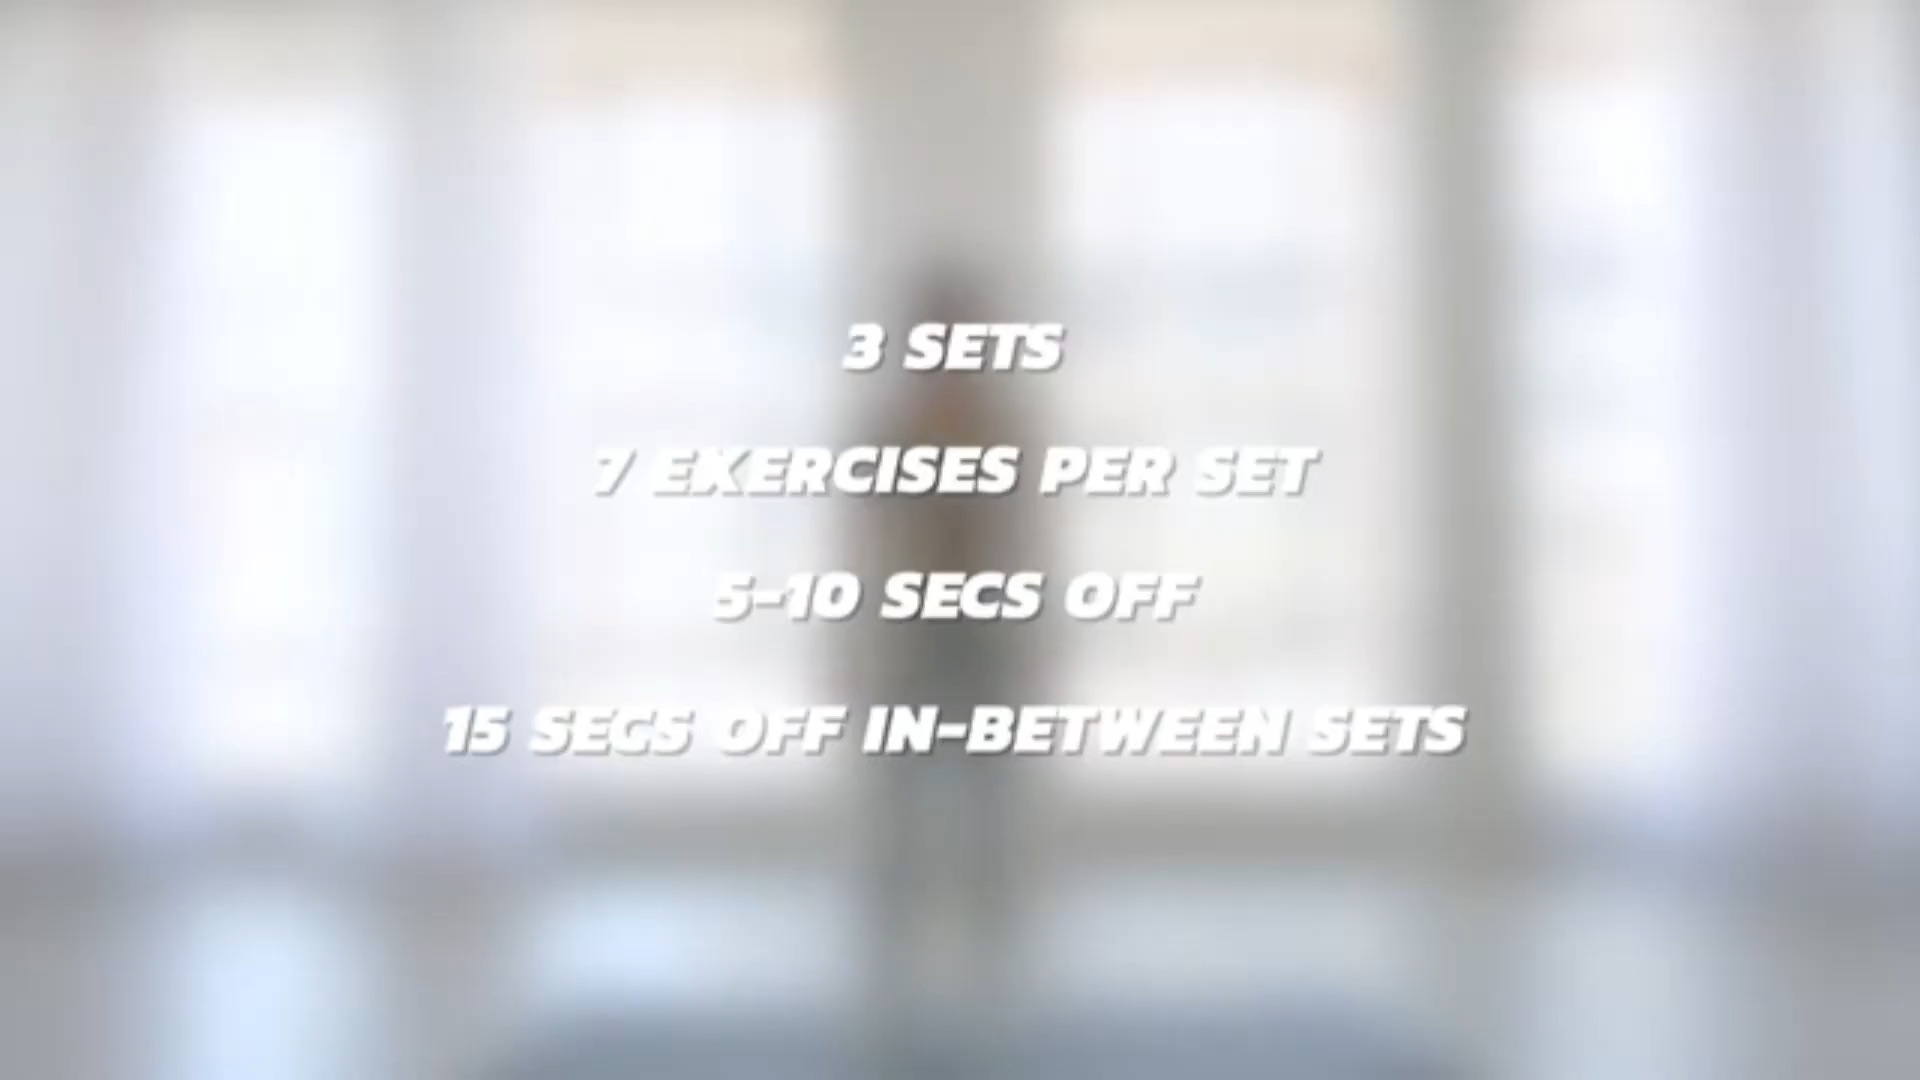 3 SETS
7 EXERCISES PER SET
5-10 SECS OFF
15 SECS OFF IN-BETWEEN SETS